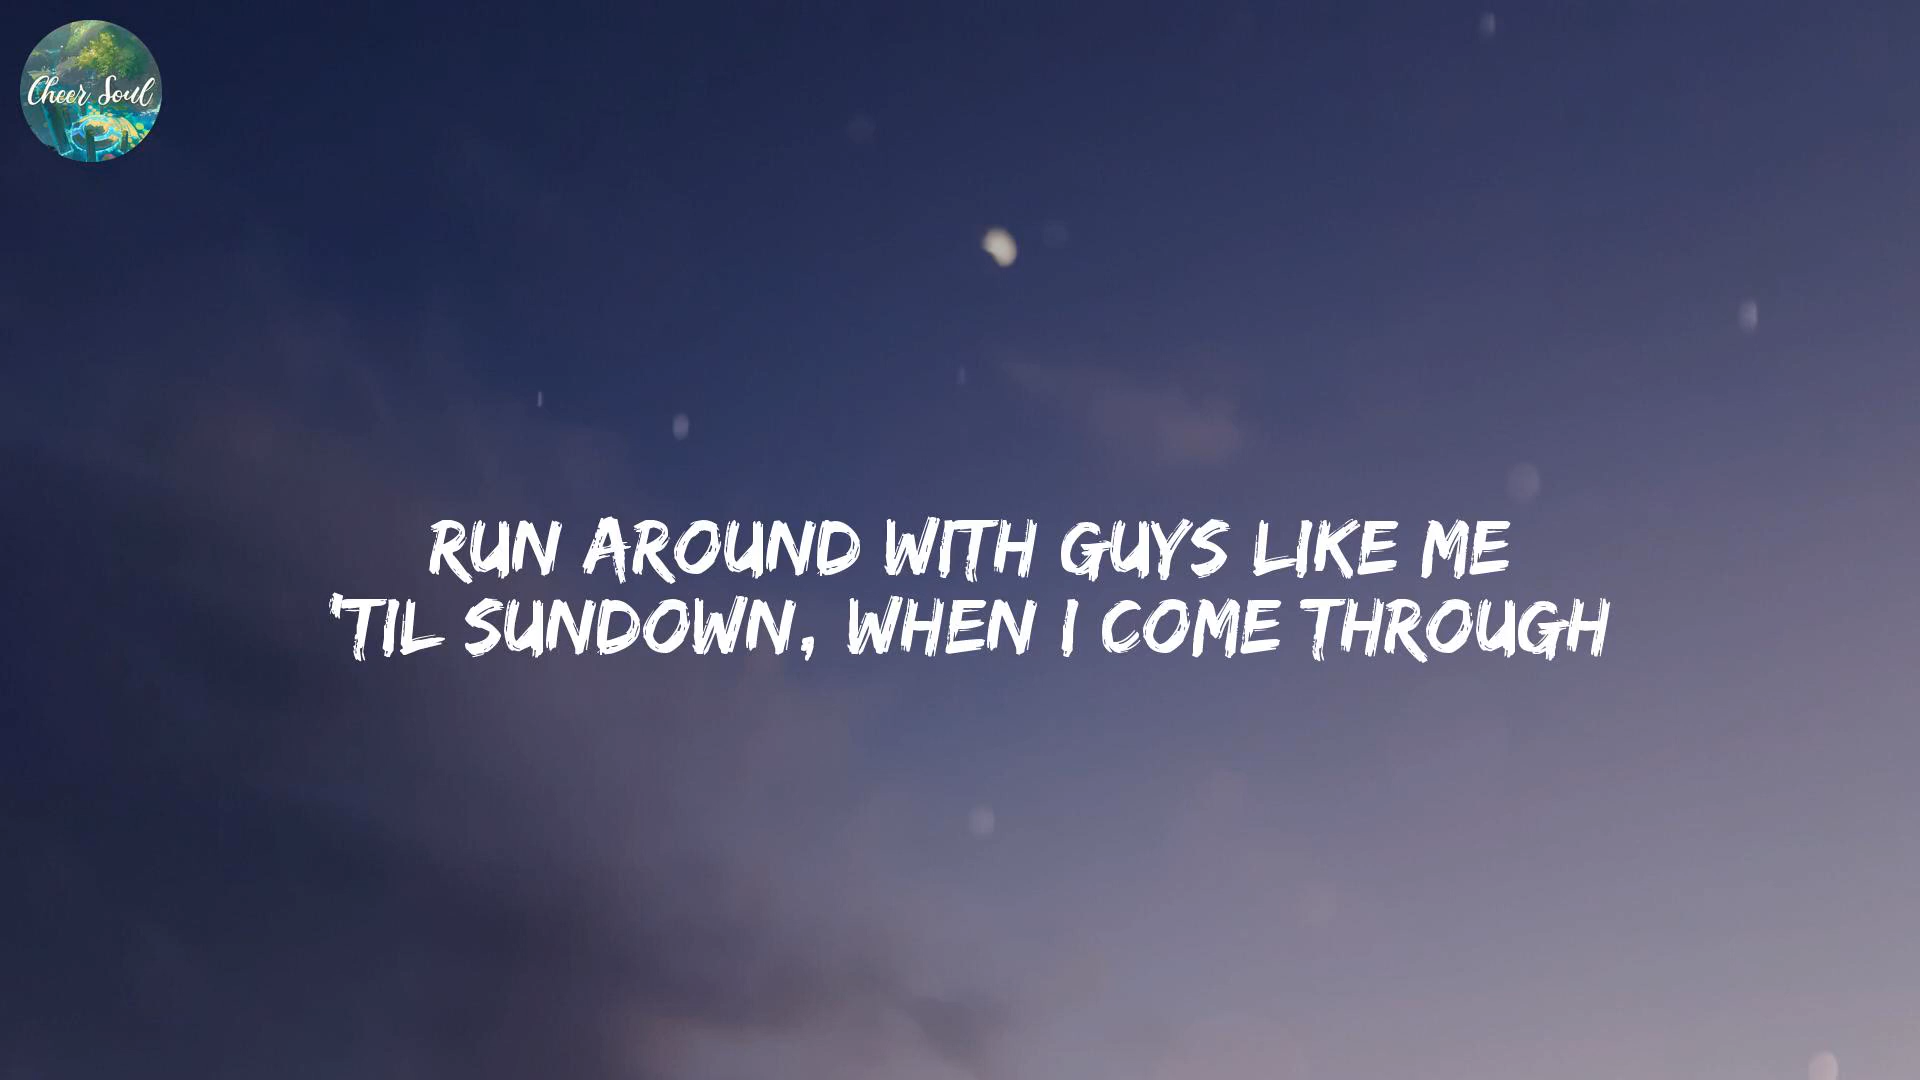 Cheer Soul
RUN AROUND WITH GUYS LIKE ME
'TIL SUNDOWN, WHEN I COME THROUGH